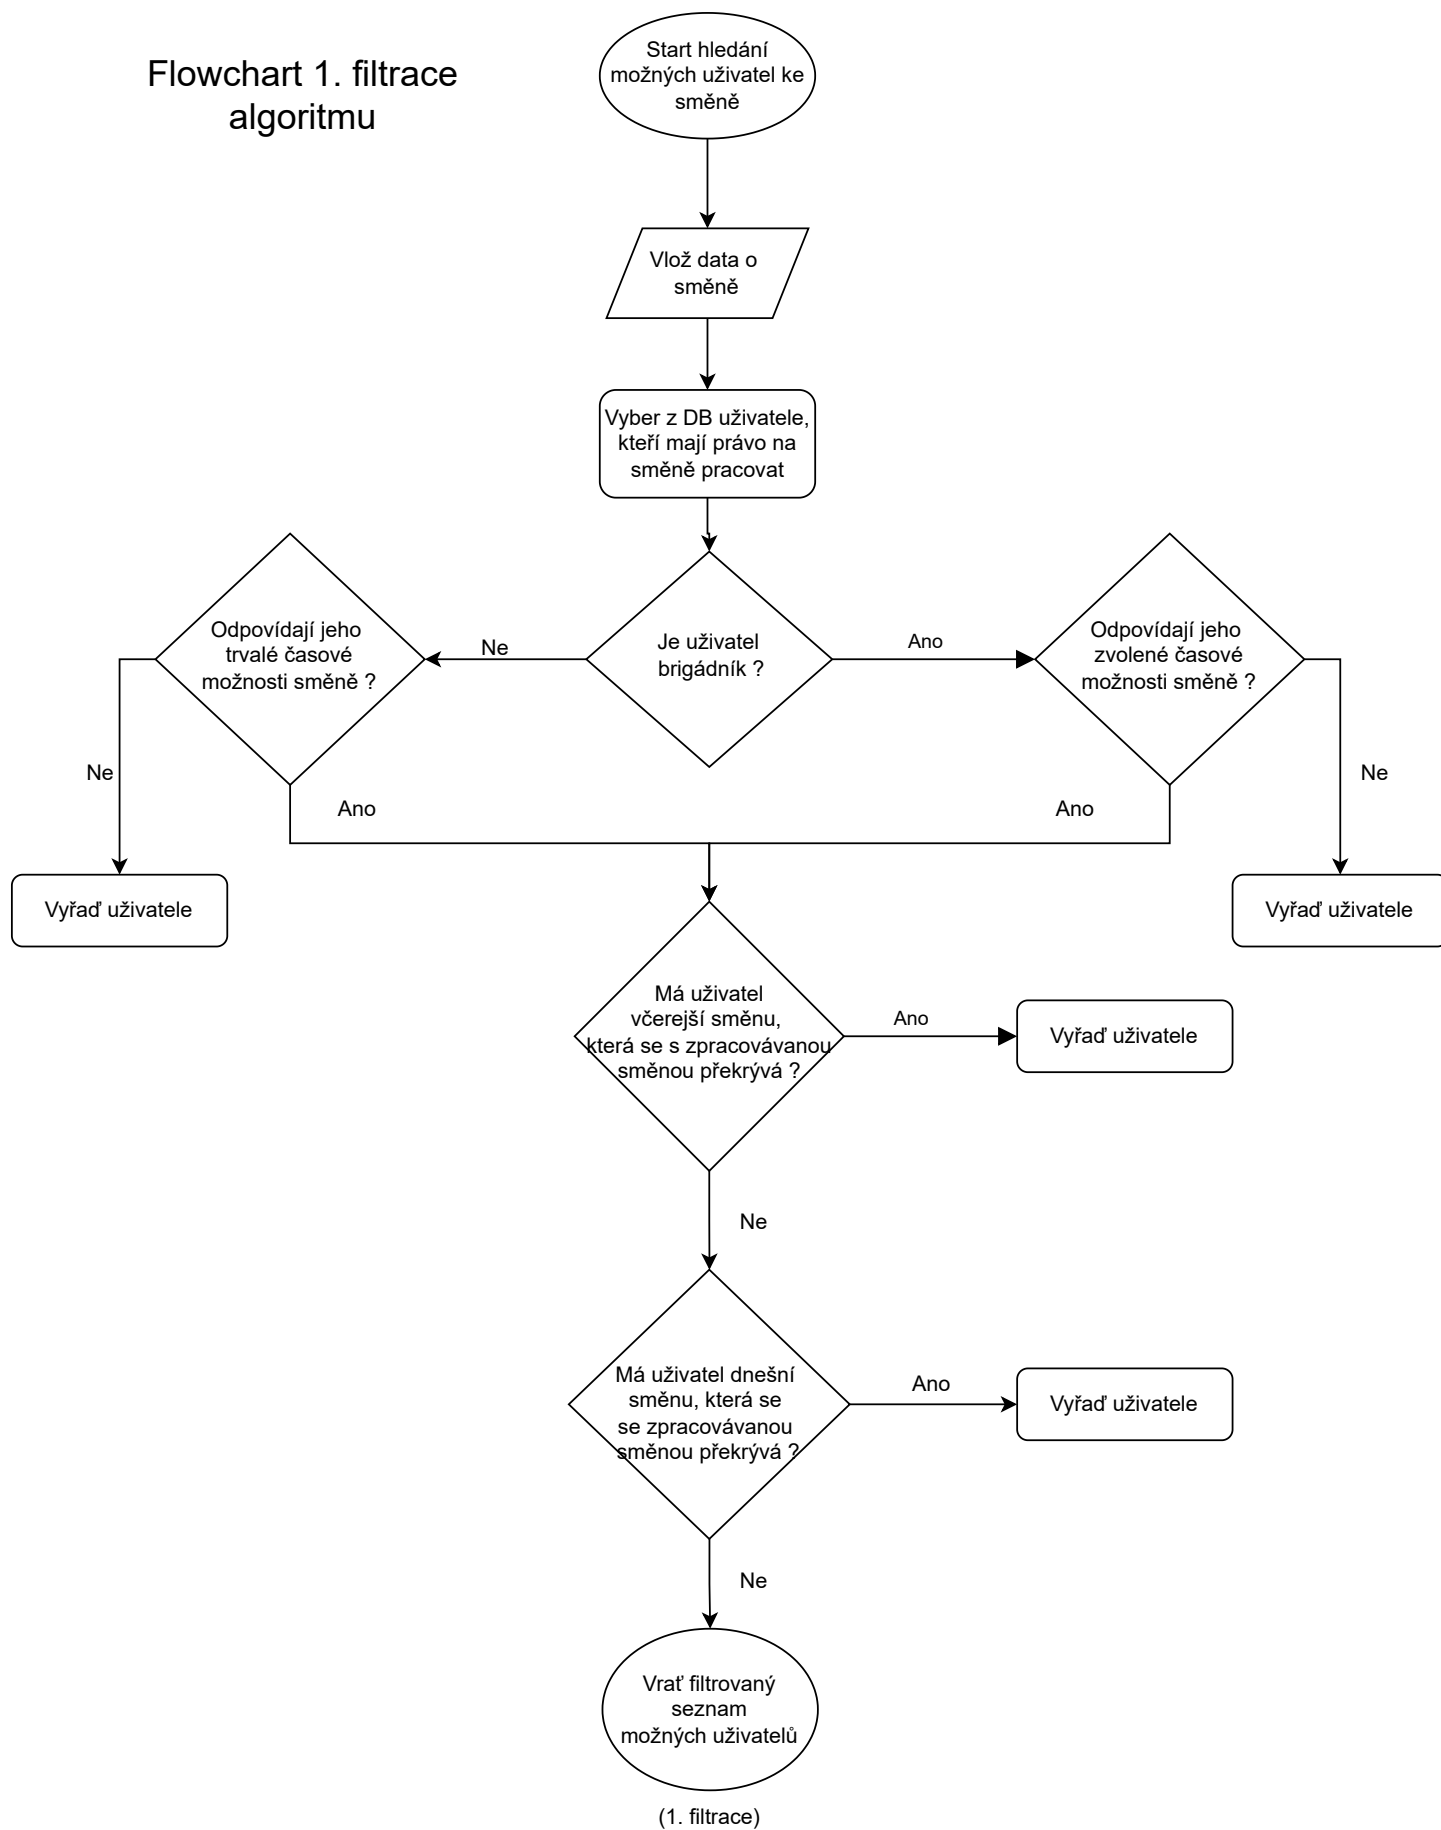 Flowchart 1. filtrace
algoritmu
Start hledání
možných uživatel ke
směně
Vlož data o
směně
Vyber z DB uživatele,
kteří mají právo na
směně pracovat
Odpovídají jeho
trvalé časové
možnosti směně ?
Ne
Je uživatel
brigádník ?
Ano
Odpovídají jeho
zvolené časové
možnosti směně ?
Ne
Ano
Ano
Ne
Vyřaď uživatele
Vyřaď uživatele
Má uživatel
včerejší směnu,
která se s zpracovávanou
směnou překrývá ?
Ano
Vyřaď uživatele
Ne
Má uživatel dnešní
směnu, která se
se zpracovávanou
směnou překrývá ?
Ano
Vyřaď uživatele
Ne
Vrať filtrovaný
seznam
možných uživatelů
(1. filtrace)